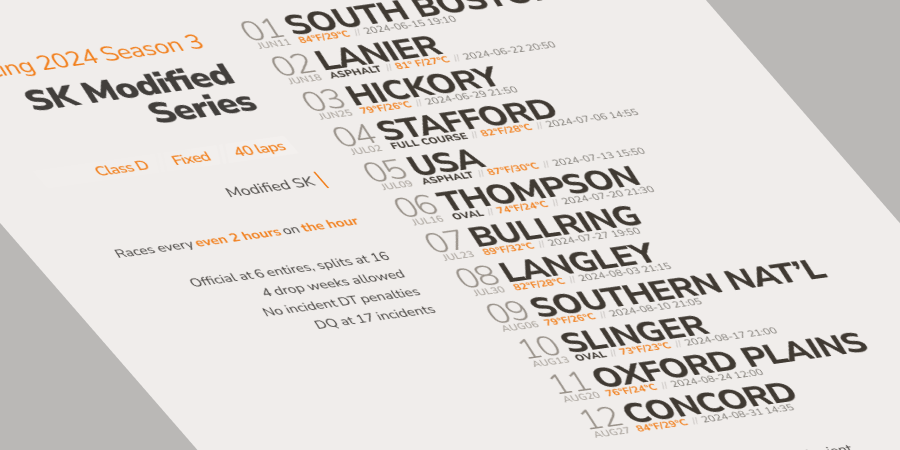 ing 2024 Season 3
SK Modified
Series
Class D Fixed 40 laps
Modified SK |
Races every even 2 hours on the hour
Official at 6 entires, splits at 16
4 drop weeks allowed
No incident DT penalties
DQ at 17 incidents
01 SOUTH BOSTON
JUN11 84°F/29°C // 2024-06-15 19:10
02 LANIER
JUN18 ASPHALT // 81°F/27°C // 2024-06-22 20:50
03 HICKORY
JUN25 79°F/26°C // 2024-06-29 21:50
04 STAFFORD
JUL02 FULL COURSE // 82°F/28°C // 2024-07-06 14:55
05 USA
JUL09 ASPHALT // 87°F/30°C // 2024-07-13 15:50
06 THOMPSON
JUL16 OVAL // 74°F/24°C // 2024-07-20 21:30
07 BULLRING
JUL23 89°F/32°C // 2024-07-27 19:50
08 LANGLEY
JUL30 82°F/28°C // 2024-08-03 21:15
09 SOUTHERN NAT'L
AUG06 79°F/26°C // 2024-08-10 21:05
10 SLINGER
AUG13 OVAL // 73°F/23°C // 2024-08-17 21:00
11 OXFORD PLAINS
AUG20 76°F/24°C // 2024-08-24 12:00
12 CONCORD
AUG27 84°F/29°C // 2024-08-31 14:35